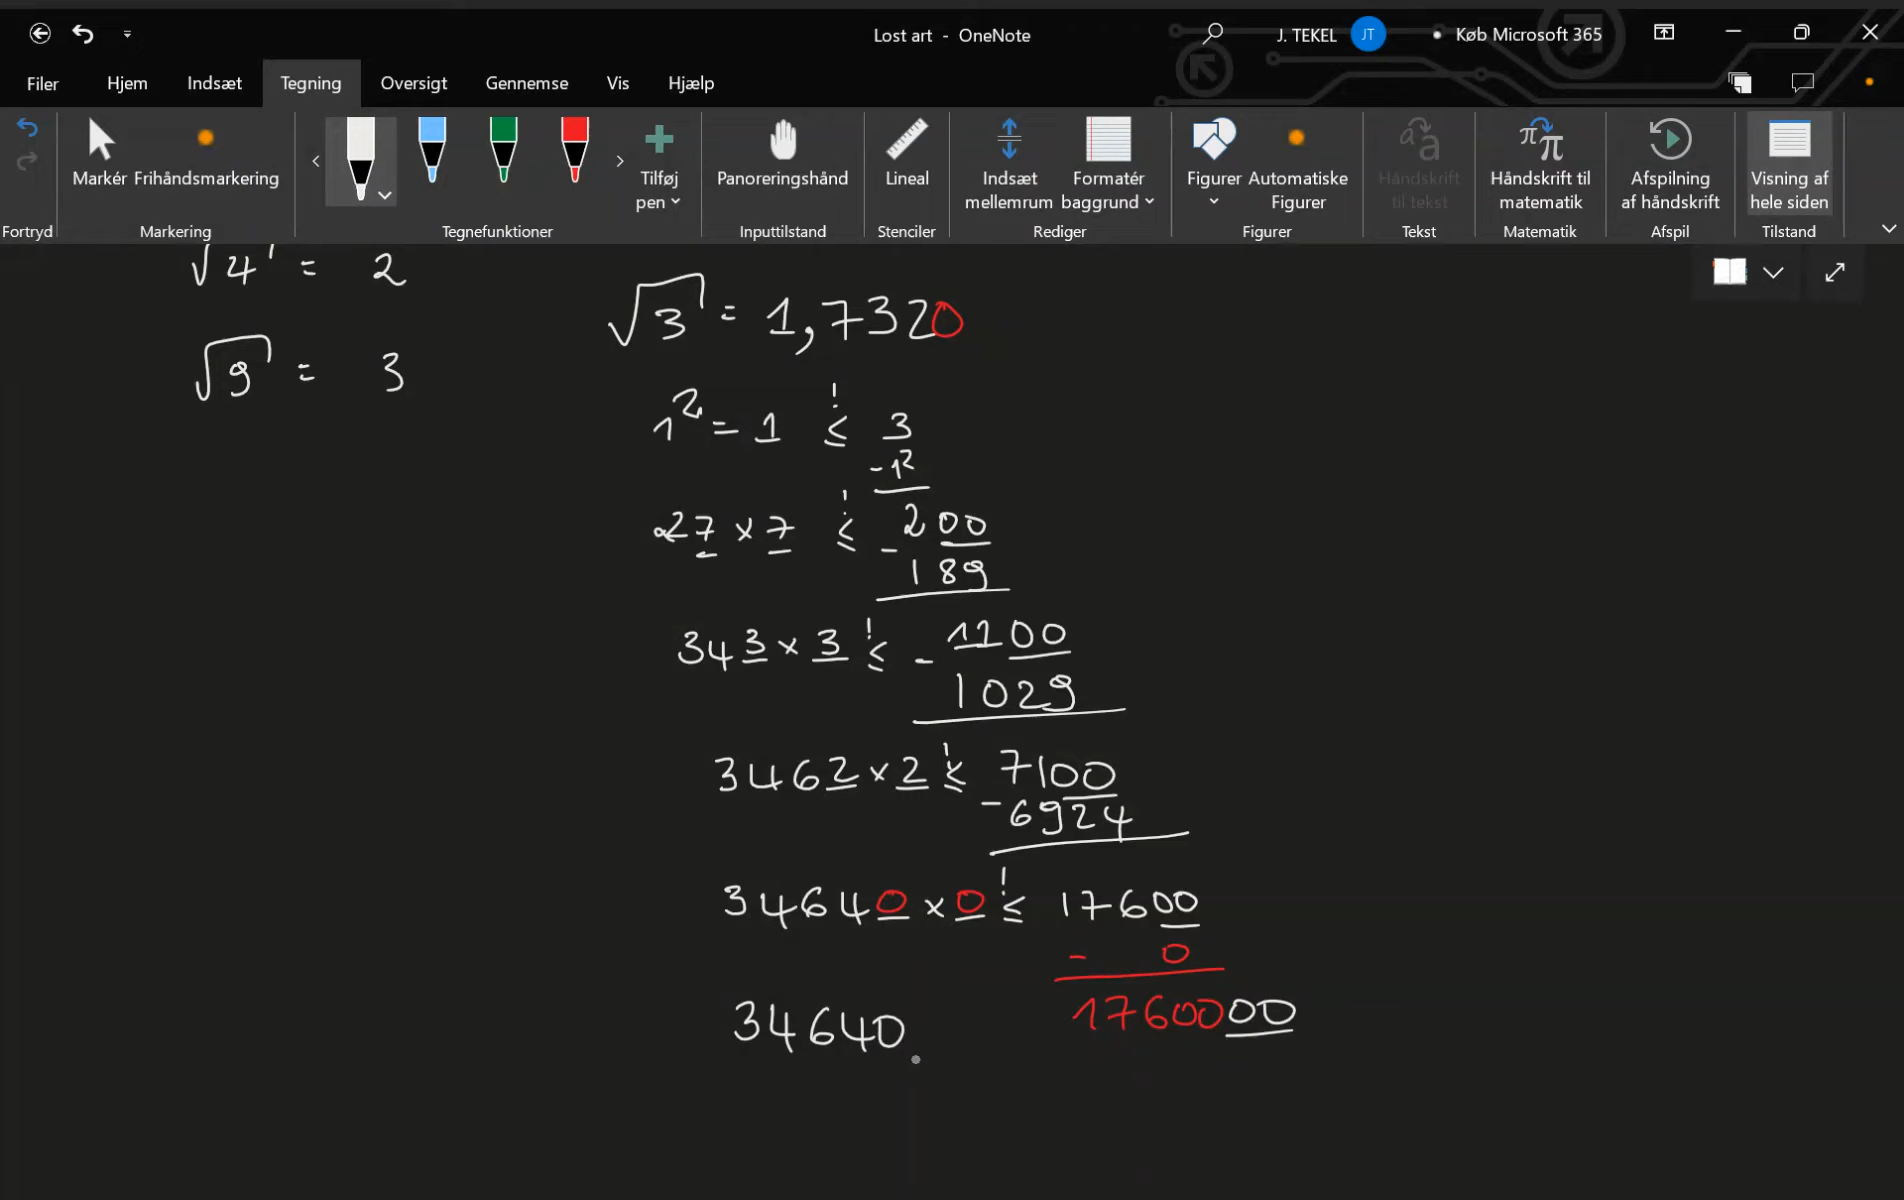 Lost art - OneNote
J. TEKEL JT
Køb Microsoft 365
Filer Hjem Indsæt Tegning Oversigt Gennemse Vis Hjælp
Markér Frihåndsmarkering
Tilføj pen
Panoreringshånd
Lineal
Indsæt mellemrum
Formatér baggrund
Figurer
Automatiske Figurer
Håndskrift til tekst
Håndskrift til matematik
Afspilning af håndskrift
Visning af hele siden
Fortryd Markering Tegnefunktioner Inputtilstand Stenciler Rediger Figurer Tekst Matematik Afspil Tilstand
√4 = 2
√9 = 3
√3 = 1,7320
1² = 1 ≤! 3
-1²
27 × 7 ≤! 200
- 189
343 × 3 ≤! 1100
- 1029
3462 × 2 ≤! 7100
- 6924
34640 × 0 ≤! 17600
- 0
34640 1760000